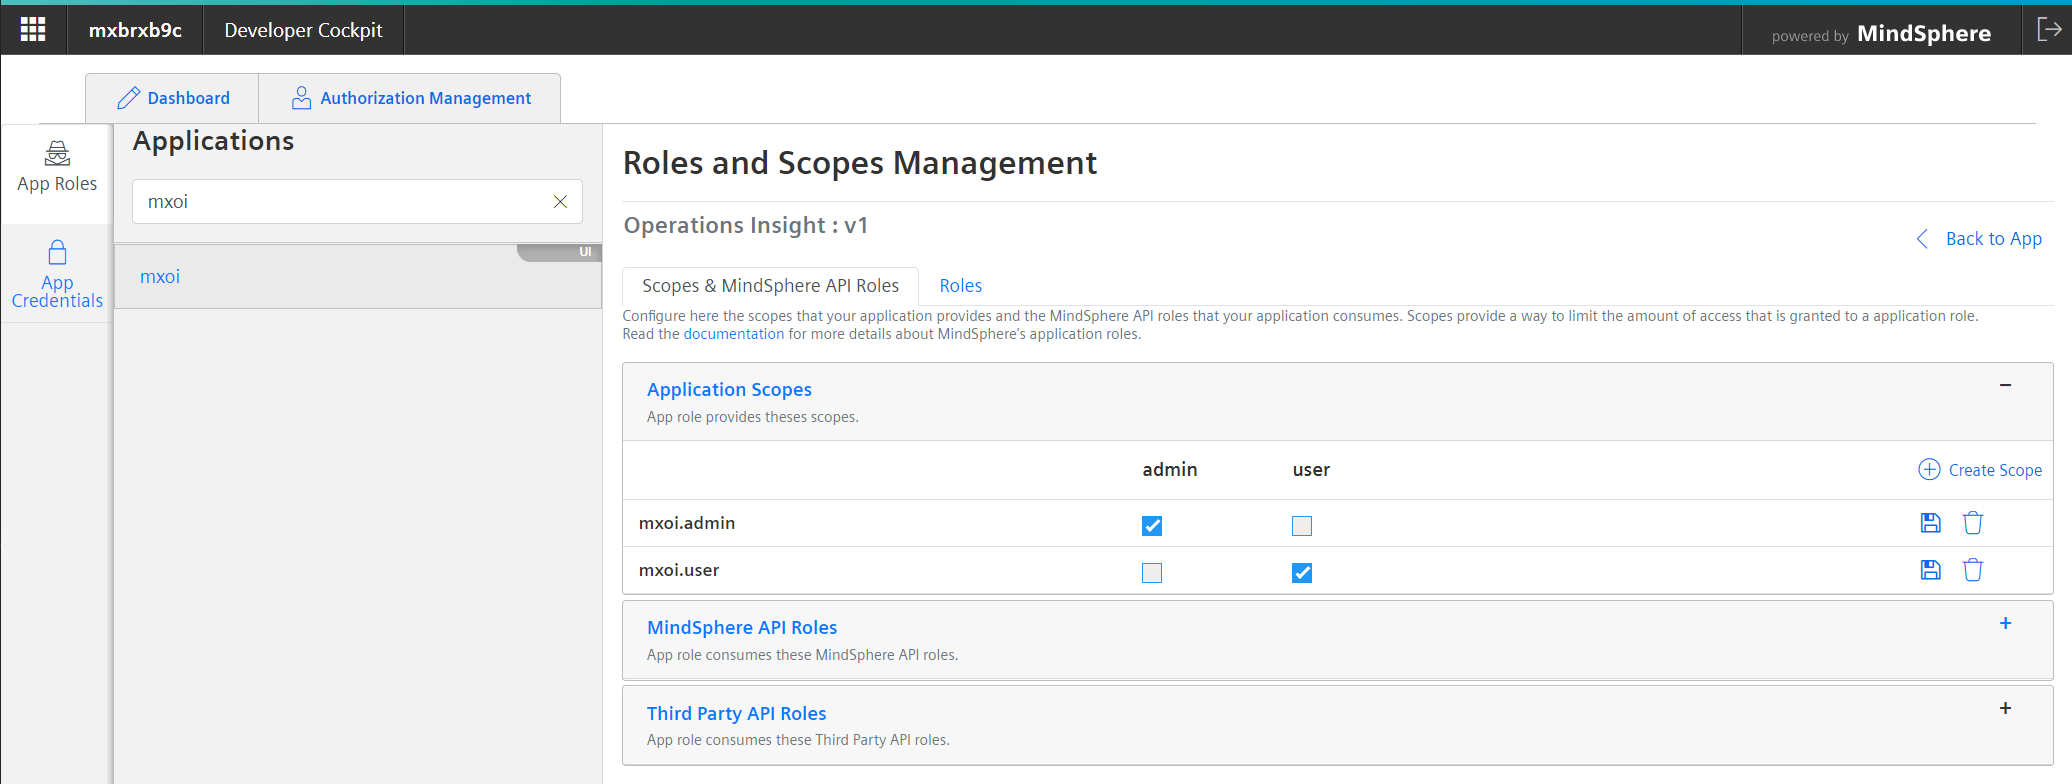 mxbrxb9c
Developer Cockpit
powered by MindSphere
Dashboard
Authorization Management
App Roles
App
Credentials
Applications
mxoi
UI
mxoi
Roles and Scopes Management
Operations Insight : v1
Back to App
Scopes & MindSphere API Roles
Roles
Configure here the scopes that your application provides and the MindSphere API roles that your application consumes. Scopes provide a way to limit the amount of access that is granted to a application role.
Read the documentation for more details about MindSphere's application roles.
Application Scopes
App role provides theses scopes.
admin user Create Scope
mxoi.admin
mxoi.user
MindSphere API Roles
App role consumes these MindSphere API roles.
Third Party API Roles
App role consumes these Third Party API roles.